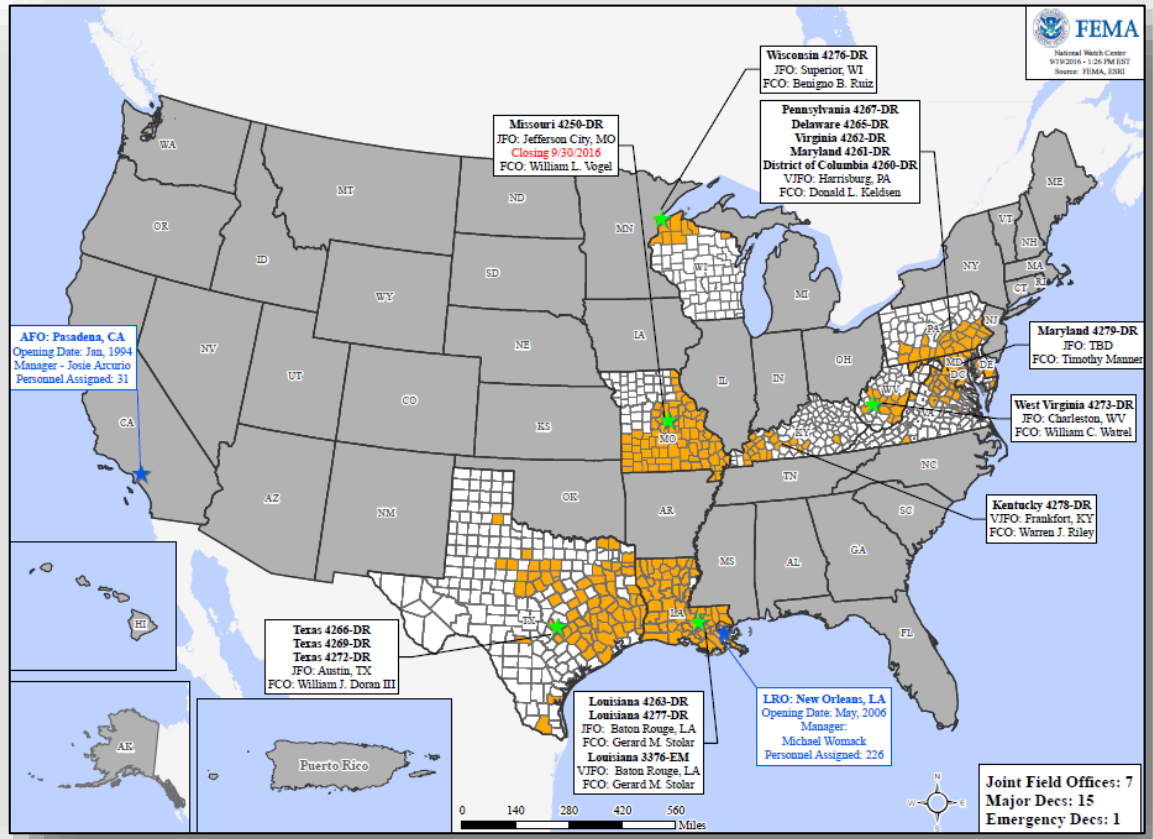 FEMA
National Watch Center
9/19/2016 - 1:26 PM EST
Source: FEMA, ESRI
Wisconsin 4276-DR
JFO: Superior, WI
FCO: Benigno B. Ruiz
Pennsylvania 4267-DR
Delaware 4265-DR
Virginia 4262-DR
Maryland 4261-DR
District of Columbia 4260-DR
VJFO: Harrisburg, PA
FCO: Donald L. Keldsen
Missouri 4250-DR
JFO: Jefferson City, MO
Closing 9/30/2016
FCO: William L. Vogel
WA
MT
ND
MN
ME
OR
ID
SD
WI
VT
NH
NY
MA
CT
RI
WY
MI
IA
NE
PA
NJ
AFO: Pasadena, CA
Opening Date: Jan, 1994
Manager - Josie Arcurio
Personnel Assigned: 31
Maryland 4279-DR
JFO: TBD
FCO: Timothy Manner
NV
UT
CO
IL
IN
OH
MD
DC
DE
WV
VA
CA
KS
MO
KY
West Virginia 4273-DR
JFO: Charleston, WV
FCO: William C. Watrel
AZ
NM
OK
AR
TN
NC
SC
Kentucky 4278-DR
VJFO: Frankfort, KY
FCO: Warren J. Riley
MS
AL
GA
TX
LA
FL
HI
Texas 4266-DR
Texas 4269-DR
Texas 4272-DR
JFO: Austin, TX
FCO: William J. Doran III
Louisiana 4263-DR
Louisiana 4277-DR
JFO: Baton Rouge, LA
FCO: Gerard M. Stolar
Louisiana 3376-EM
VJFO: Baton Rouge, LA
FCO: Gerard M. Stolar
LRO: New Orleans, LA
Opening Date: May, 2006
Manager:
Michael Womack
Personnel Assigned: 226
AK
Puerto Rico
0 140 280 420 560
Miles
N
W E
S
Joint Field Offices: 7
Major Decs: 15
Emergency Decs: 1